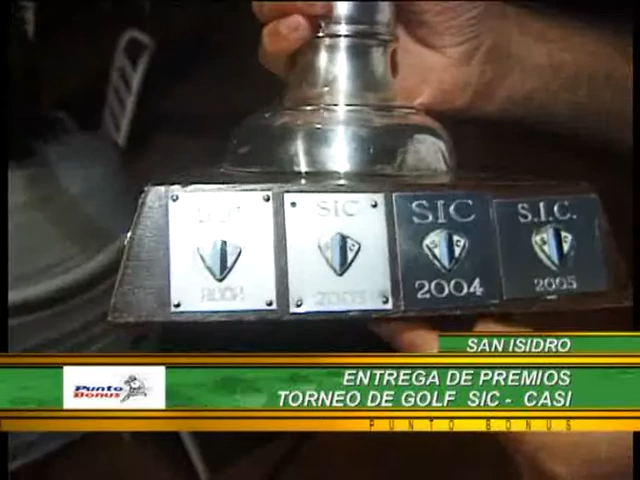 SIC
SIC
S.I.C.
2004
2005
SAN ISIDRO
ENTREGA DE PREMIOS
TORNEO DE GOLF SIC - CASI
Punto
Bonus
PUNTO BONUS